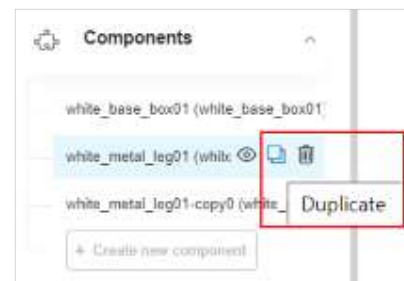 Components
white_base_box01 (white_base_box01
white_metal_leg01 (white
white_metal_leg01-copy0 (white_
Duplicate
+ Create new component